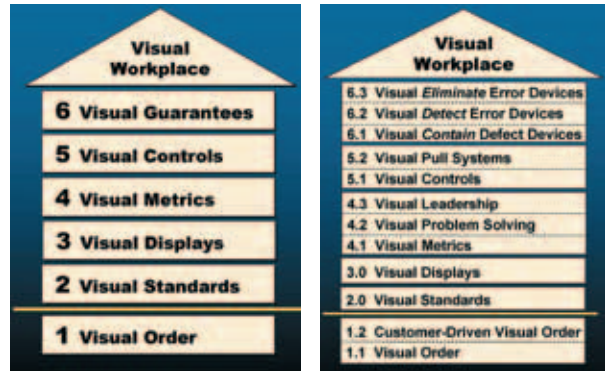 Visual
Workplace
6 Visual Guarantees
5 Visual Controls
4 Visual Metrics
3 Visual Displays
2 Visual Standards
1 Visual Order
Visual
Workplace
6.3 Visual Eliminate Error Devices
6.2 Visual Detect Error Devices
6.1 Visual Contain Defect Devices
5.2 Visual Pull Systems
5.1 Visual Controls
4.3 Visual Leadership
4.2 Visual Problem Solving
4.1 Visual Metrics
3.0 Visual Displays
2.0 Visual Standards
1.2 Customer-Driven Visual Order
1.1 Visual Order